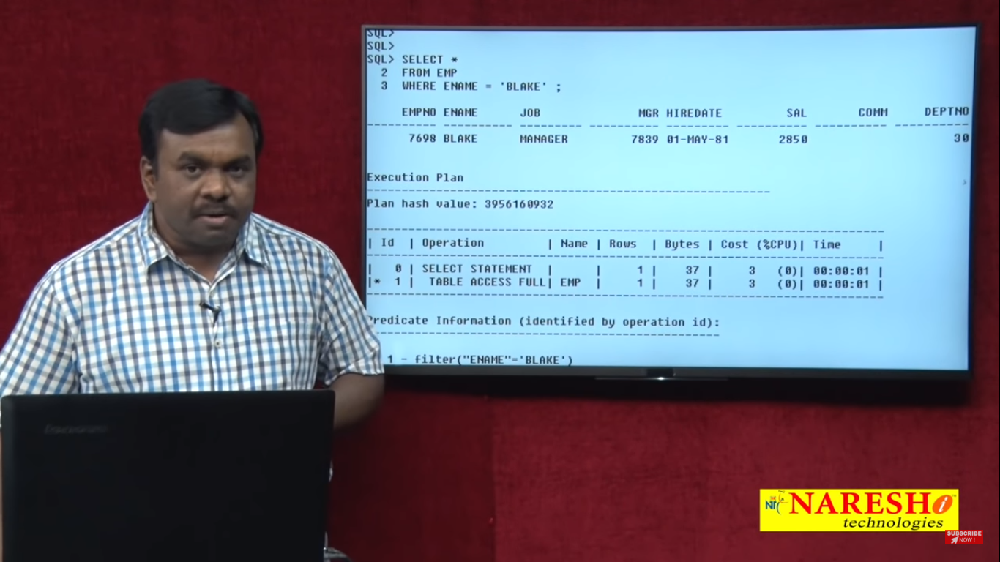 SQL>
SQL>
SQL> SELECT *
2 FROM EMP
3 WHERE ENAME = 'BLAKE' ;
EMPNO ENAME JOB MGR HIREDATE SAL COMM DEPTNO
---------- ---------- --------- ---------- --------- ---------- ---------- ----------
7698 BLAKE MANAGER 7839 01-MAY-81 2850 30
Execution Plan
----------------------------------------------------------
Plan hash value: 3956160932
--------------------------------------------------------------------------
| Id | Operation | Name | Rows | Bytes | Cost (%CPU)| Time |
--------------------------------------------------------------------------
| 0 | SELECT STATEMENT | | 1 | 37 | 3 (0)| 00:00:01 |
|* 1 | TABLE ACCESS FULL| EMP | 1 | 37 | 3 (0)| 00:00:01 |
--------------------------------------------------------------------------
Predicate Information (identified by operation id):
---------------------------------------------------
1 - filter("ENAME"='BLAKE')
NARESH i
technologies
SUBSCRIBE
NOW !